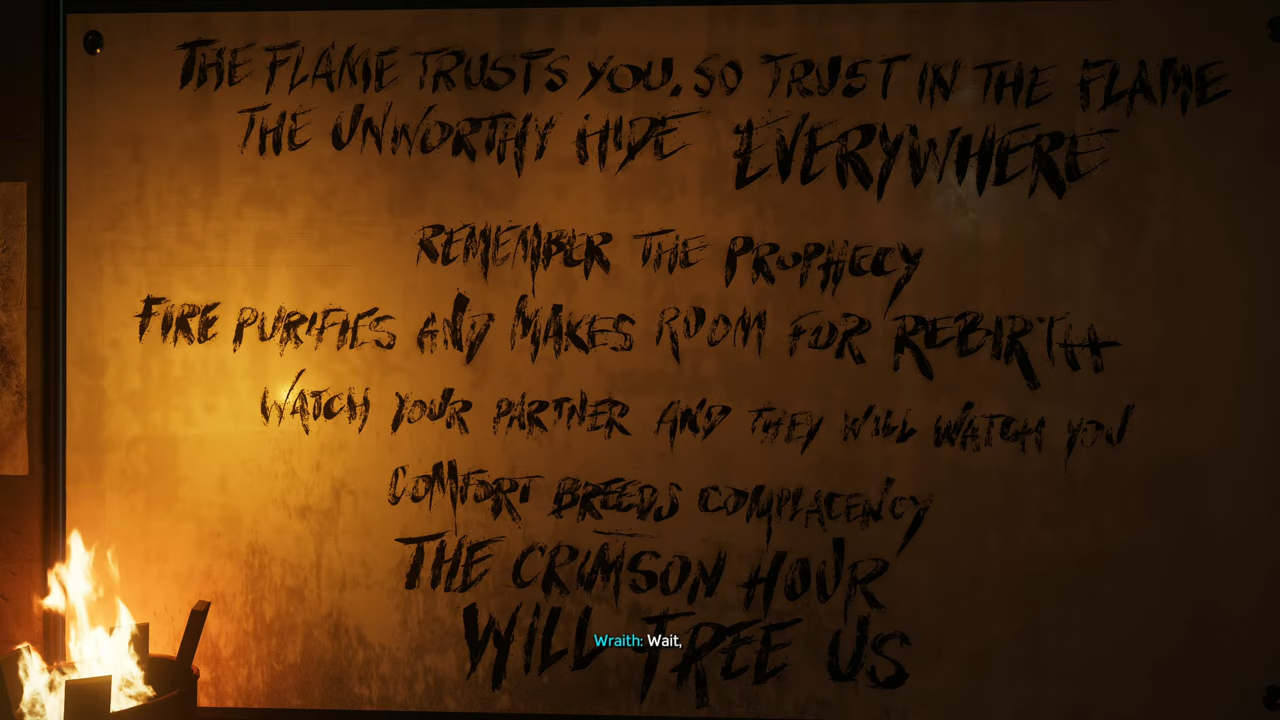 THE FLAME TRUSTS YOU. SO TRUST IN THE FLAME
THE UNWORTHY HIDE EVERYWHERE
REMEMBER THE PROPHECY
FIRE PURIFIES AND MAKES ROOM FOR REBIRTH
WATCH YOUR PARTNER AND THEY WILL WATCH YOU
COMFORT BREEDS COMPLACENCY
THE CRIMSON HOUR
WILL FREE US
Wraith: Wait,